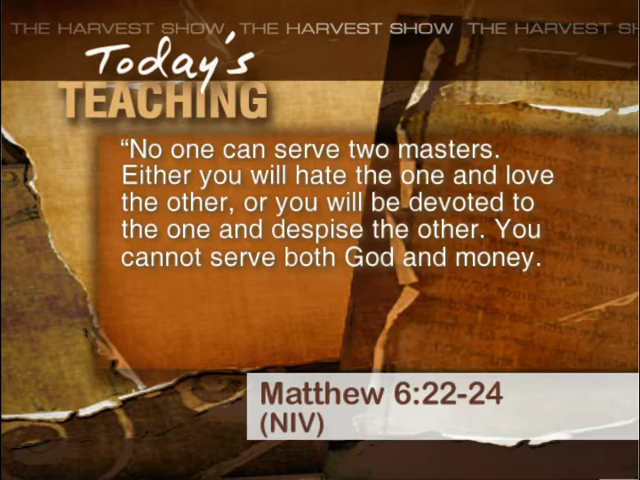 THE HARVEST SHOW THE HARVEST SHOW THE HARVEST SH
Today's
TEACHING
“No one can serve two masters.
Either you will hate the one and love
the other, or you will be devoted to
the one and despise the other. You
cannot serve both God and money.
Matthew 6:22-24
(NIV)